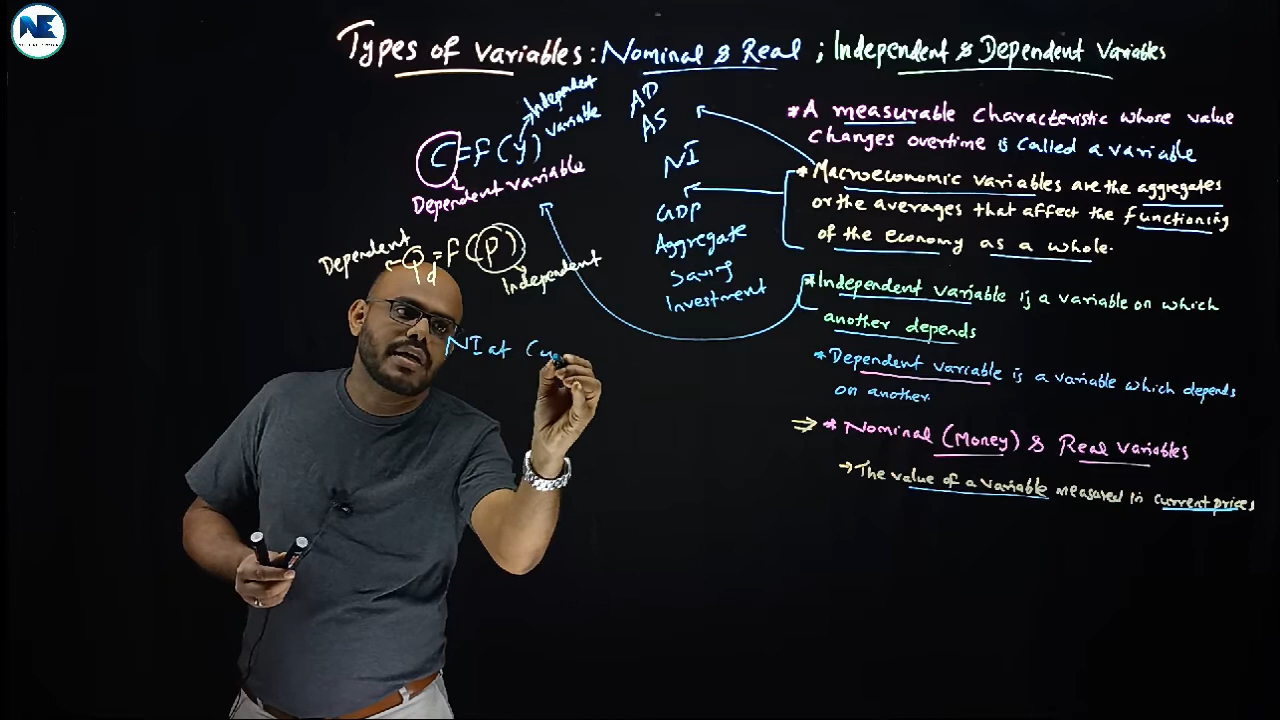 NE
Types of Variables: Nominal & Real ; Independent & Dependent Variables
Independent
variable
C = f (y)
Dependent variable
Dependent
Qd = f (P)
Independent
NI at Cu
AD
AS
NI
GDP
Aggregate
Saving
Investment
* A measurable characteristic whose value
changes overtime is called a variable
* Macroeconomic variables are the aggregates
or the averages that affect the functioning
of the economy as a whole.
* Independent variable is a variable on which
another depends
* Dependent variable is a variable which depends
on another.
⇒ * Nominal (Money) & Real variables
→ The value of a variable measured in current prices